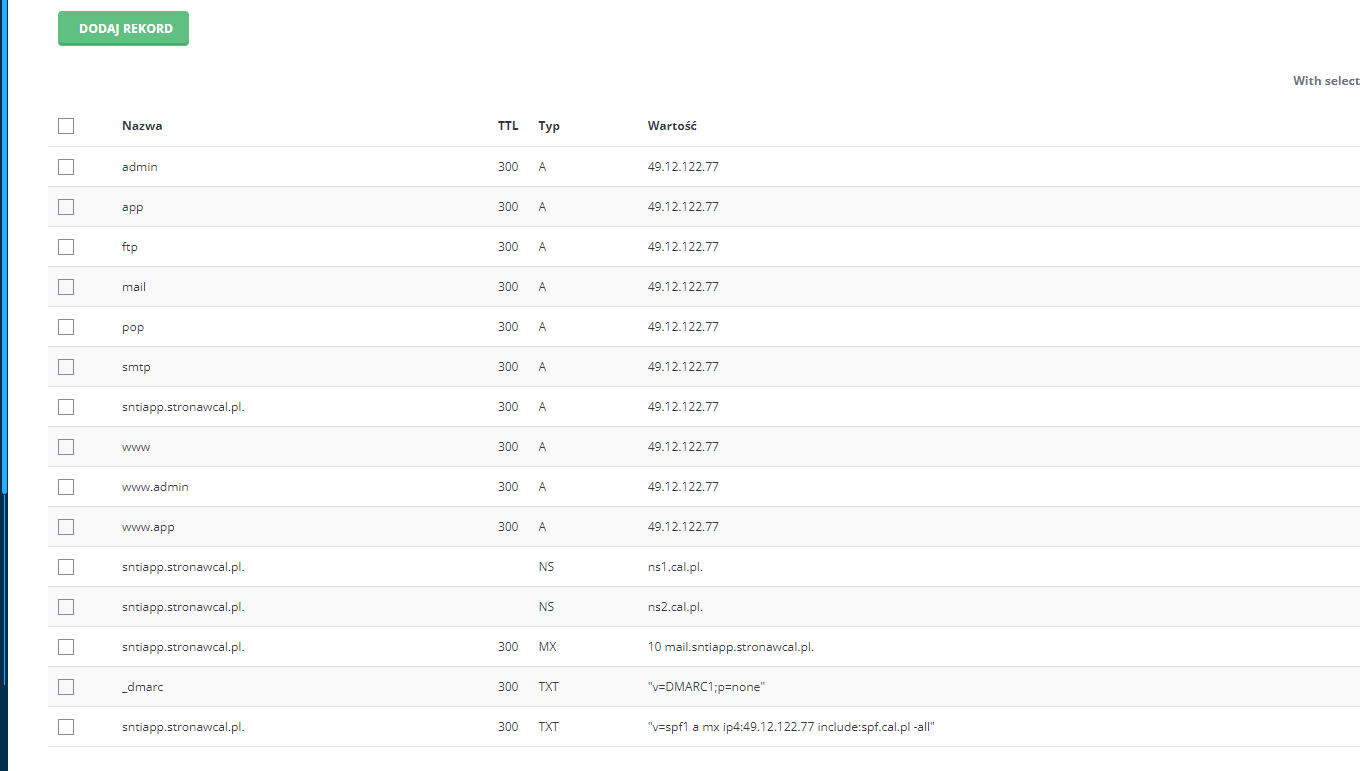 DODAJ REKORD
With select
Nazwa TTL Typ Wartość
admin 300 A 49.12.122.77
app 300 A 49.12.122.77
ftp 300 A 49.12.122.77
mail 300 A 49.12.122.77
pop 300 A 49.12.122.77
smtp 300 A 49.12.122.77
sntiapp.stronawcal.pl. 300 A 49.12.122.77
www 300 A 49.12.122.77
www.admin 300 A 49.12.122.77
www.app 300 A 49.12.122.77
sntiapp.stronawcal.pl. NS ns1.cal.pl.
sntiapp.stronawcal.pl. NS ns2.cal.pl.
sntiapp.stronawcal.pl. 300 MX 10 mail.sntiapp.stronawcal.pl.
_dmarc 300 TXT "v=DMARC1;p=none"
sntiapp.stronawcal.pl. 300 TXT "v=spf1 a mx ip4:49.12.122.77 include:spf.cal.pl -all"